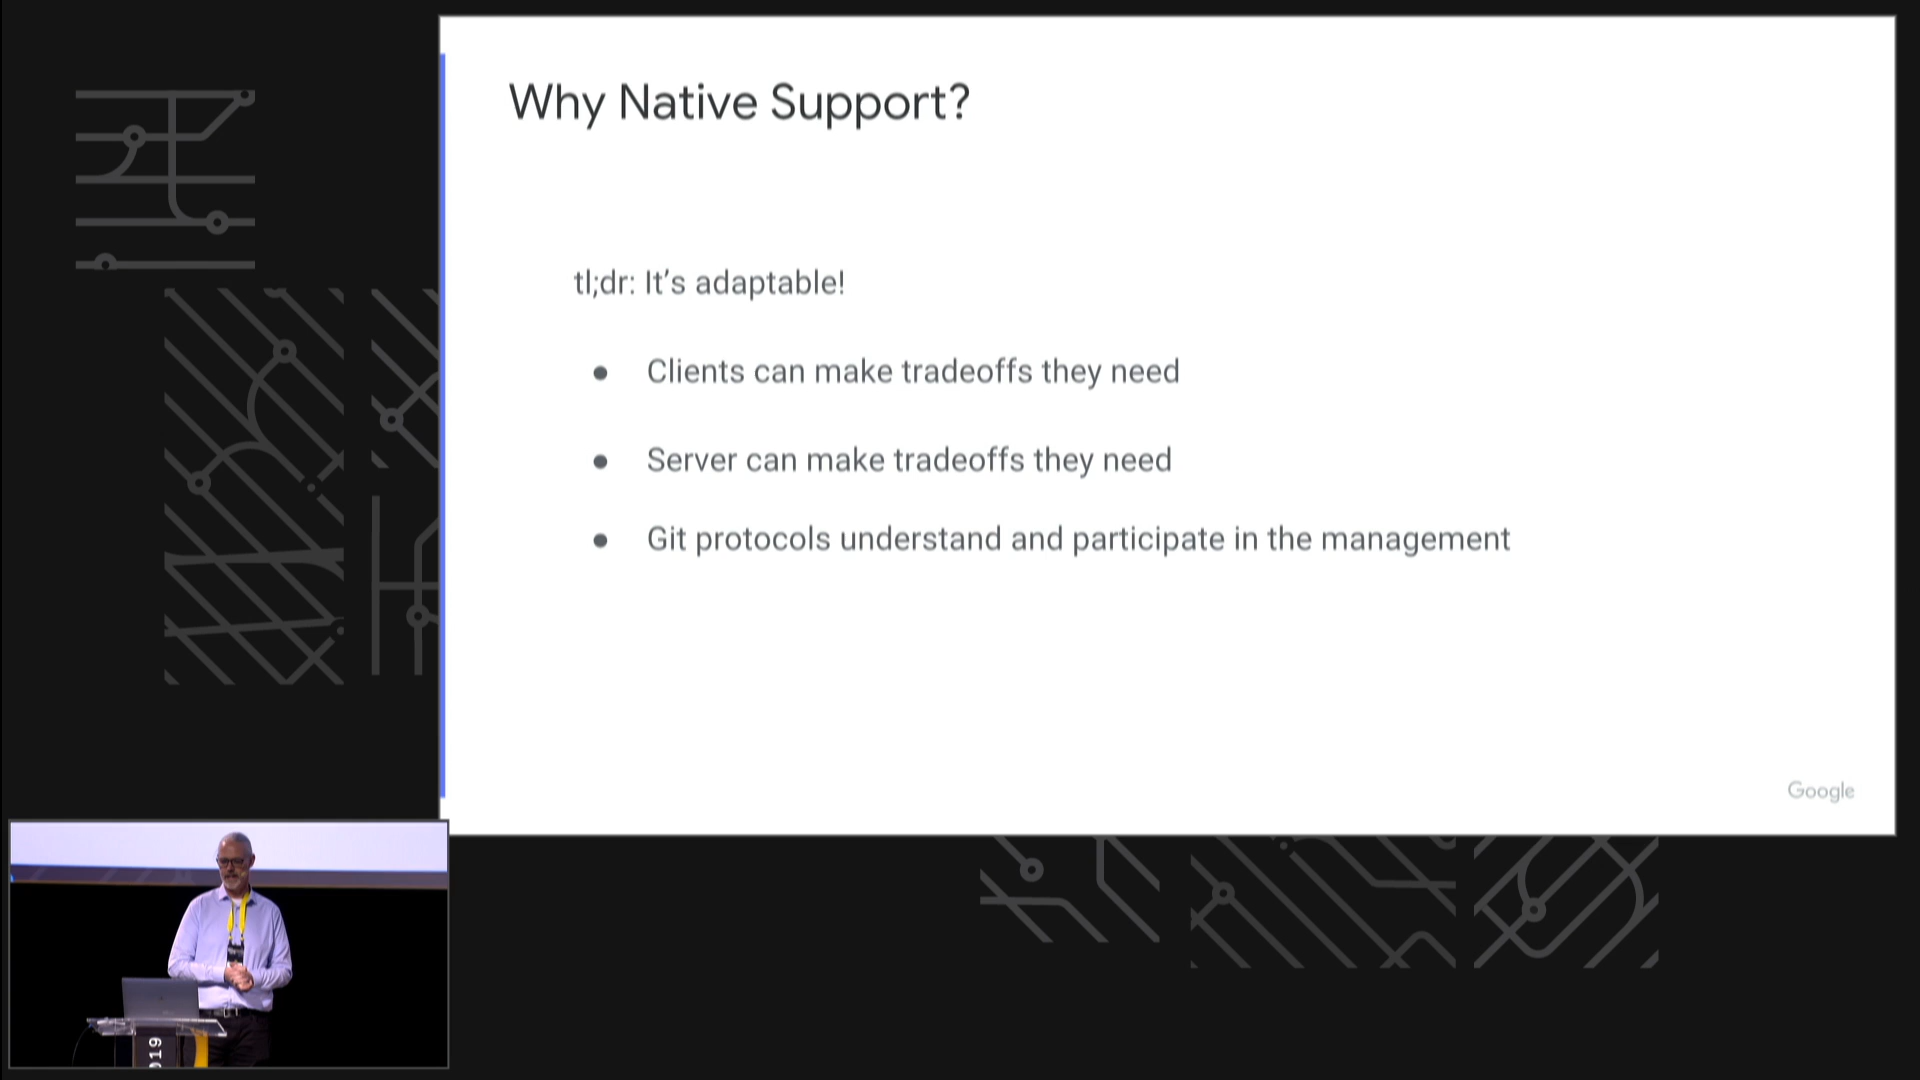 Why Native Support?
tl;dr: It’s adaptable!
● Clients can make tradeoffs they need
● Server can make tradeoffs they need
● Git protocols understand and participate in the management
Google
019